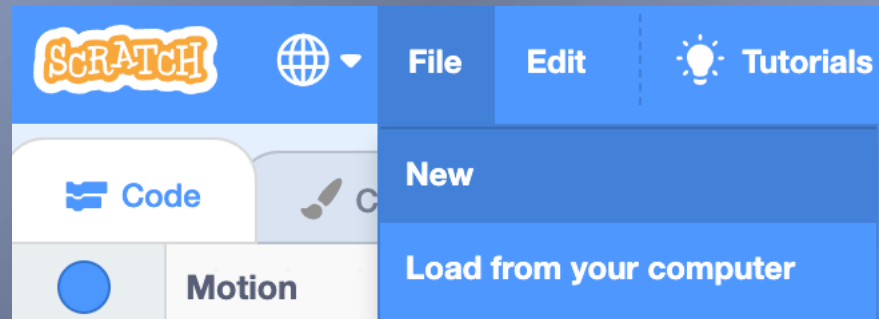 SCRATCH File Edit Tutorials
New
Code C
Load from your computer
Motion